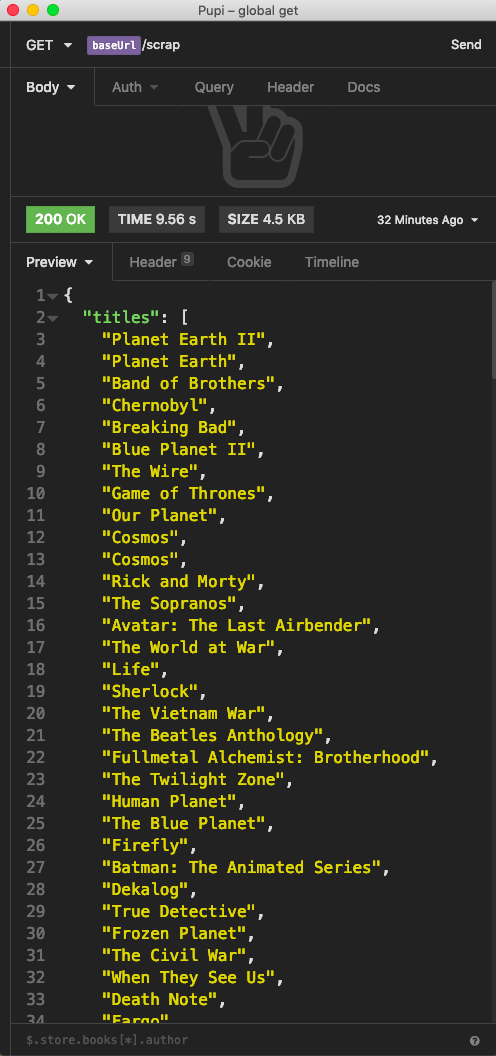 Pupi – global get
GET baseUrl/scrap Send
Body Auth Query Header Docs
200 OK TIME 9.56 s SIZE 4.5 KB 32 Minutes Ago
Preview Header 9 Cookie Timeline
1 {
2 "titles": [
3 "Planet Earth II",
4 "Planet Earth",
5 "Band of Brothers",
6 "Chernobyl",
7 "Breaking Bad",
8 "Blue Planet II",
9 "The Wire",
10 "Game of Thrones",
11 "Our Planet",
12 "Cosmos",
13 "Cosmos",
14 "Rick and Morty",
15 "The Sopranos",
16 "Avatar: The Last Airbender",
17 "The World at War",
18 "Life",
19 "Sherlock",
20 "The Vietnam War",
21 "The Beatles Anthology",
22 "Fullmetal Alchemist: Brotherhood",
23 "The Twilight Zone",
24 "Human Planet",
25 "The Blue Planet",
26 "Firefly",
27 "Batman: The Animated Series",
28 "Dekalog",
29 "True Detective",
30 "Frozen Planet",
31 "The Civil War",
32 "When They See Us",
33 "Death Note",
34 "Fargo",
$.store.books[*].author ?